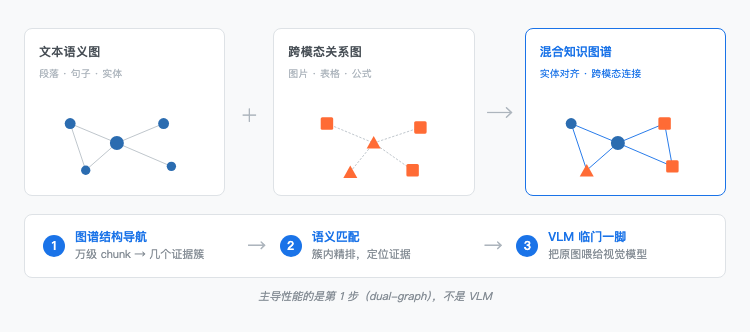 文本语义图
段落 · 句子 · 实体
+
跨模态关系图
图片 · 表格 · 公式
→
混合知识图谱
实体对齐 · 跨模态连接
1
图谱结构导航
万级 chunk → 几个证据簇
→
2
语义匹配
簇内精排，定位证据
→
3
VLM 临门一脚
把原图喂给视觉模型
主导性能的是第 1 步（dual-graph），不是 VLM